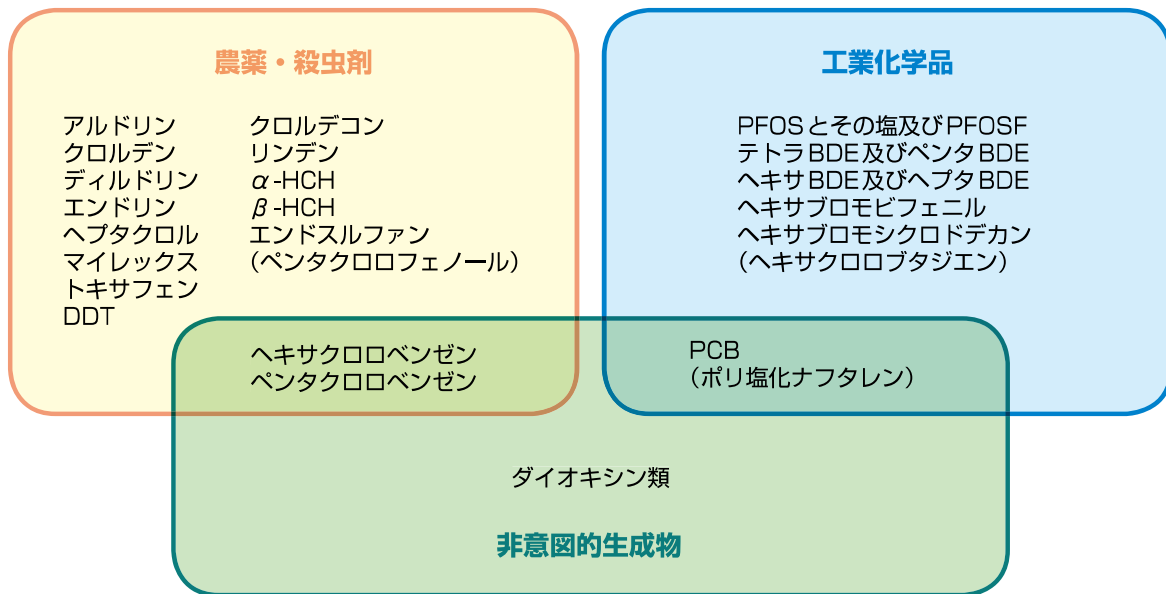 農薬・殺虫剤
アルドリン
クロルデン
ディルドリン
エンドリン
ヘプタクロル
マイレックス
トキサフェン
DDT
クロルデコン
リンデン
α-HCH
β-HCH
エンドスルファン
（ペンタクロロフェノール）
工業化学品
PFOSとその塩及びPFOSF
テトラBDE及びペンタBDE
ヘキサBDE及びヘプタBDE
ヘキサブロモビフェニル
ヘキサブロモシクロドデカン
（ヘキサクロロブタジエン）
ヘキサクロロベンゼン
ペンタクロロベンゼン
PCB
（ポリ塩化ナフタレン）
ダイオキシン類
非意図的生成物